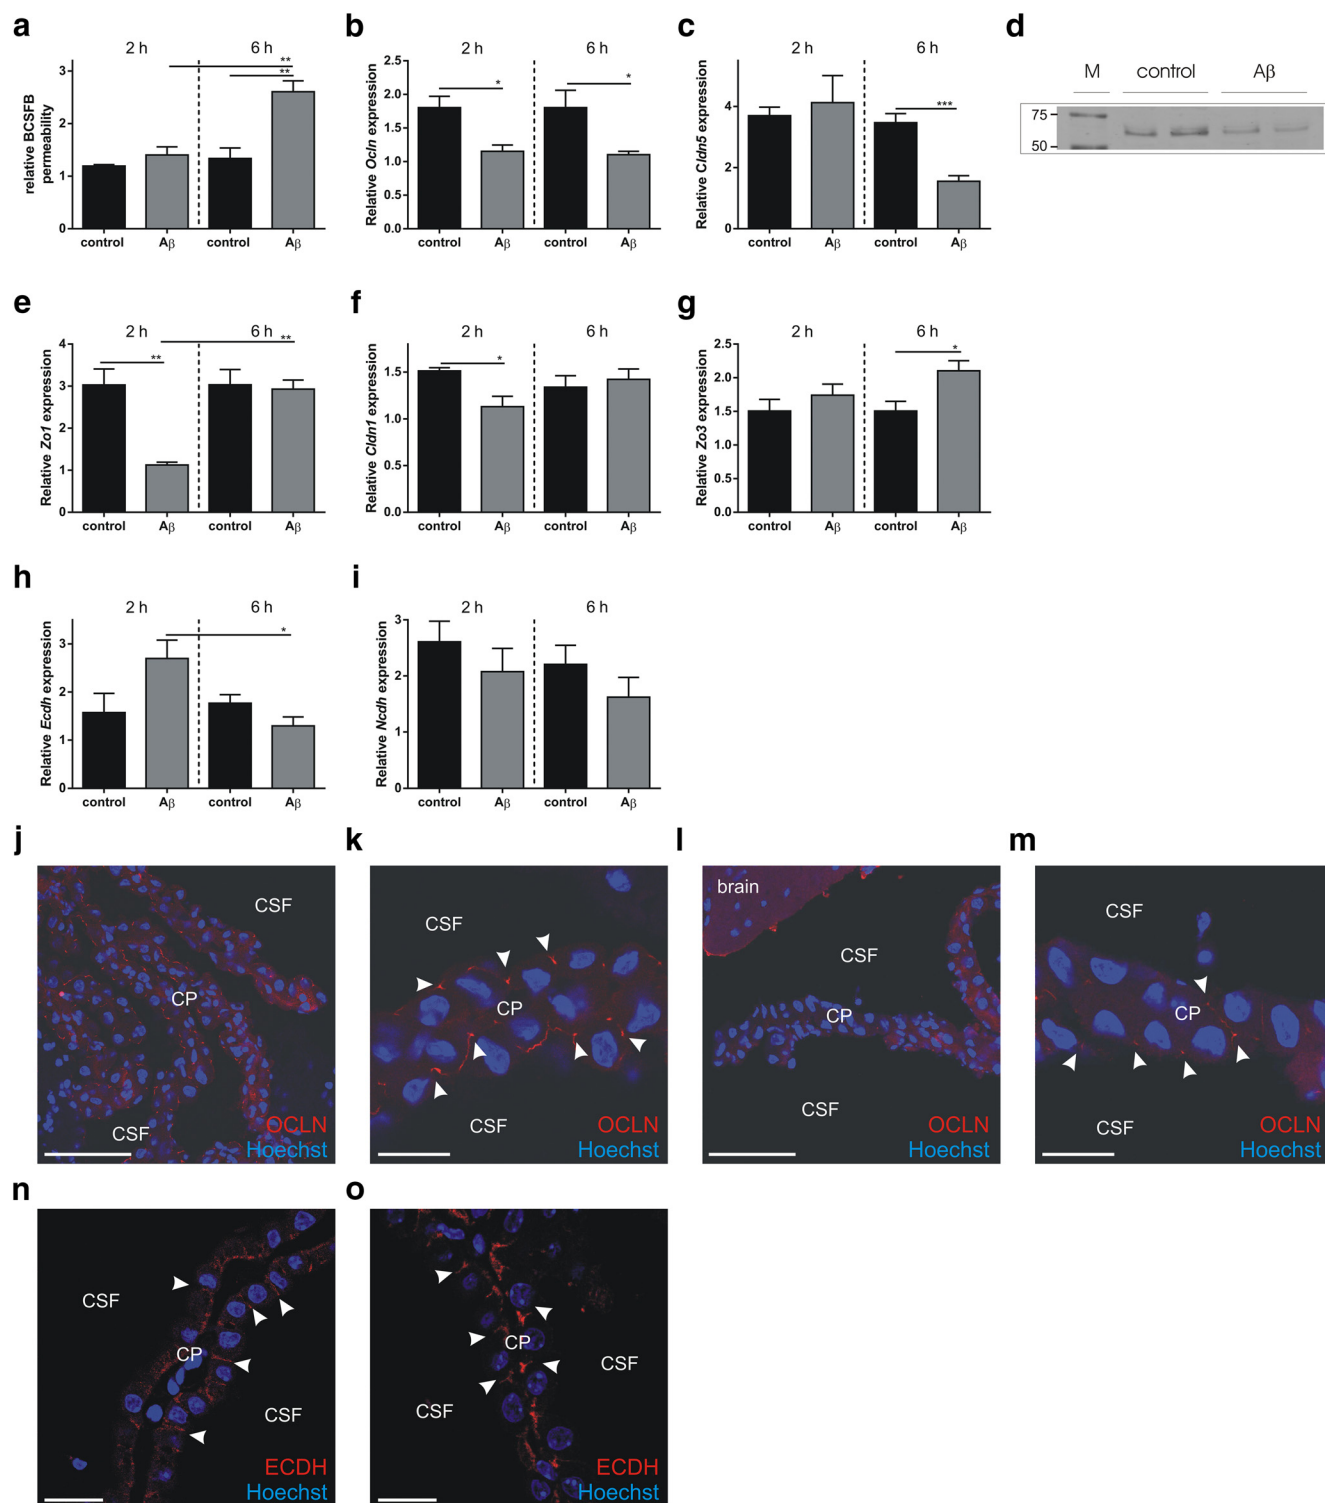 a
2 h 6 h
** **
relative BCSFB
permeability
3
2
1
0
control Aβ control Aβ
b
2 h 6 h
* *
Relative Ocln expression
2.5
2.0
1.5
1.0
0.5
0.0
control Aβ control Aβ
c
2 h 6 h
***
Relative Cldn5 expression
6
4
2
0
control Aβ control Aβ
d
M control Aβ
75
50
e
2 h 6 h
** **
Relative Zo1 expression
4
3
2
1
0
control Aβ control Aβ
f
2 h 6 h
*
Relative Cldn1 expression
1.5
1.0
0.5
0.0
control Aβ control Aβ
g
2 h 6 h
*
Relative Zo3 expression
2.5
2.0
1.5
1.0
0.5
0.0
control Aβ control Aβ
h
2 h 6 h
*
Relative Ecdh expression
3
2
1
0
control Aβ control Aβ
i
2 h 6 h
Relative Ncdh expression
3
2
1
0
control Aβ control Aβ
j
CSF
CP
CSF
OCLN
Hoechst
k
CSF
CP
CSF
OCLN
Hoechst
l
brain
CSF
CP
CSF
OCLN
Hoechst
m
CSF
CP
CSF
OCLN
Hoechst
n
CSF
CP
CSF
ECDH
Hoechst
o
CP
CSF
CSF
ECDH
Hoechst